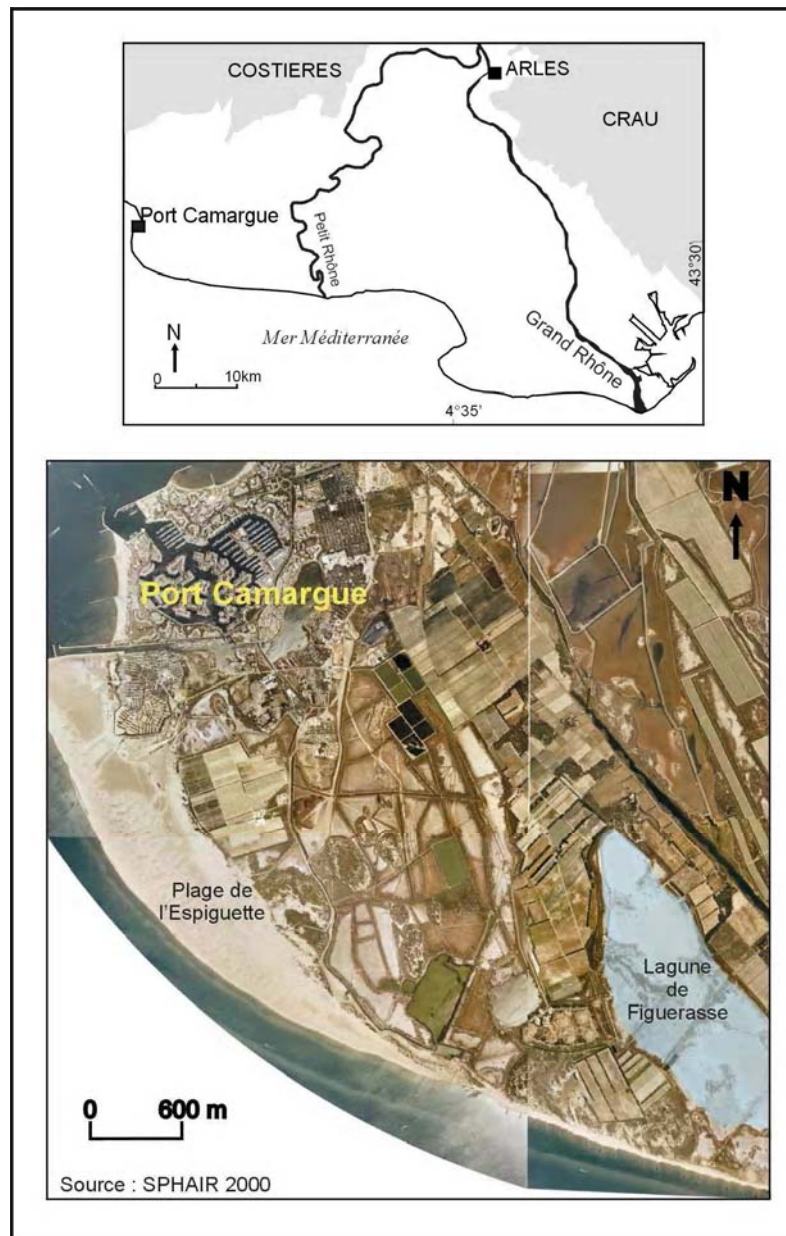 COSTIERES
ARLES
CRAU
Port Camargue
Petit Rhône
43°30
Grand Rhône
N
Mer Méditerranée
0 10km
4°35'
N
Port Camargue
Plage de
l'Espiguette
Lagune
de
Figuerasse
0 600 m
Source : SPHAIR 2000